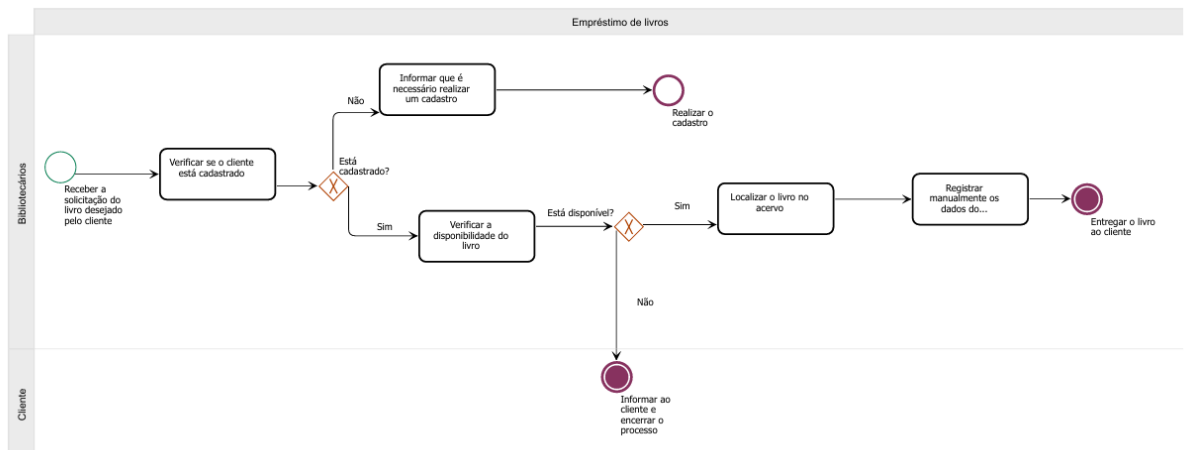 Empréstimo de livros
Bibliotecários
Informar que é
necessário realizar
um cadastro
Não
Realizar o
cadastro
Verificar se o cliente
está cadastrado
Está
cadastrado?
Receber a
solicitação do
livro desejado
pelo cliente
Sim
Verificar a
disponibilidade do
livro
Está disponível?
Sim
Localizar o livro no
acervo
Registrar
manualmente os
dados do...
Entregar o livro
ao cliente
Não
Cliente
Informar ao
cliente e
encerrar o
processo